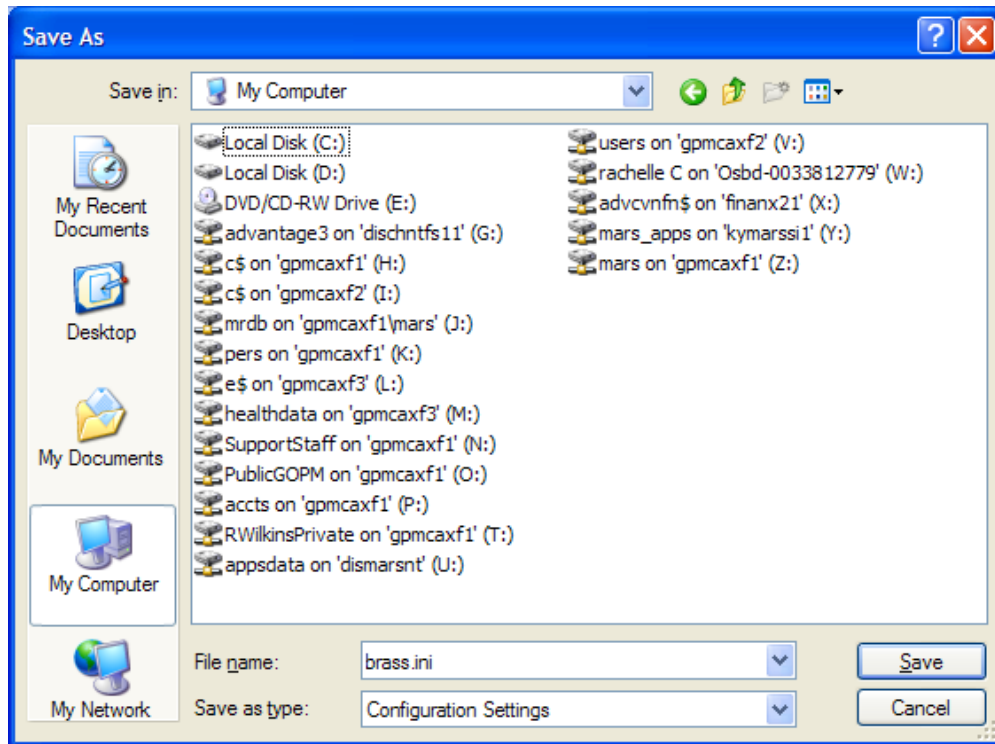 Save As
Save in: My Computer
My Recent
Documents
Desktop
My Documents
My Computer
My Network
Local Disk (C:)
Local Disk (D:)
DVD/CD-RW Drive (E:)
advantage3 on 'dischntfs11' (G:)
c$ on 'gpmcaxf1' (H:)
c$ on 'gpmcaxf2' (I:)
mrdb on 'gpmcaxf1\mars' (J:)
pers on 'gpmcaxf1' (K:)
e$ on 'gpmcaxf3' (L:)
healthdata on 'gpmcaxf3' (M:)
SupportStaff on 'gpmcaxf1' (N:)
PublicGOPM on 'gpmcaxf1' (O:)
accts on 'gpmcaxf1' (P:)
RWilkinsPrivate on 'gpmcaxf1' (T:)
appsdata on 'dismarsnt' (U:)
users on 'gpmcaxf2' (V:)
rachelle C on 'Osbd-0033812779' (W:)
advcvnfn$ on 'finanx21' (X:)
mars_apps on 'kymarssi1' (Y:)
mars on 'gpmcaxf1' (Z:)
File name: brass.ini
Save
Save as type: Configuration Settings
Cancel